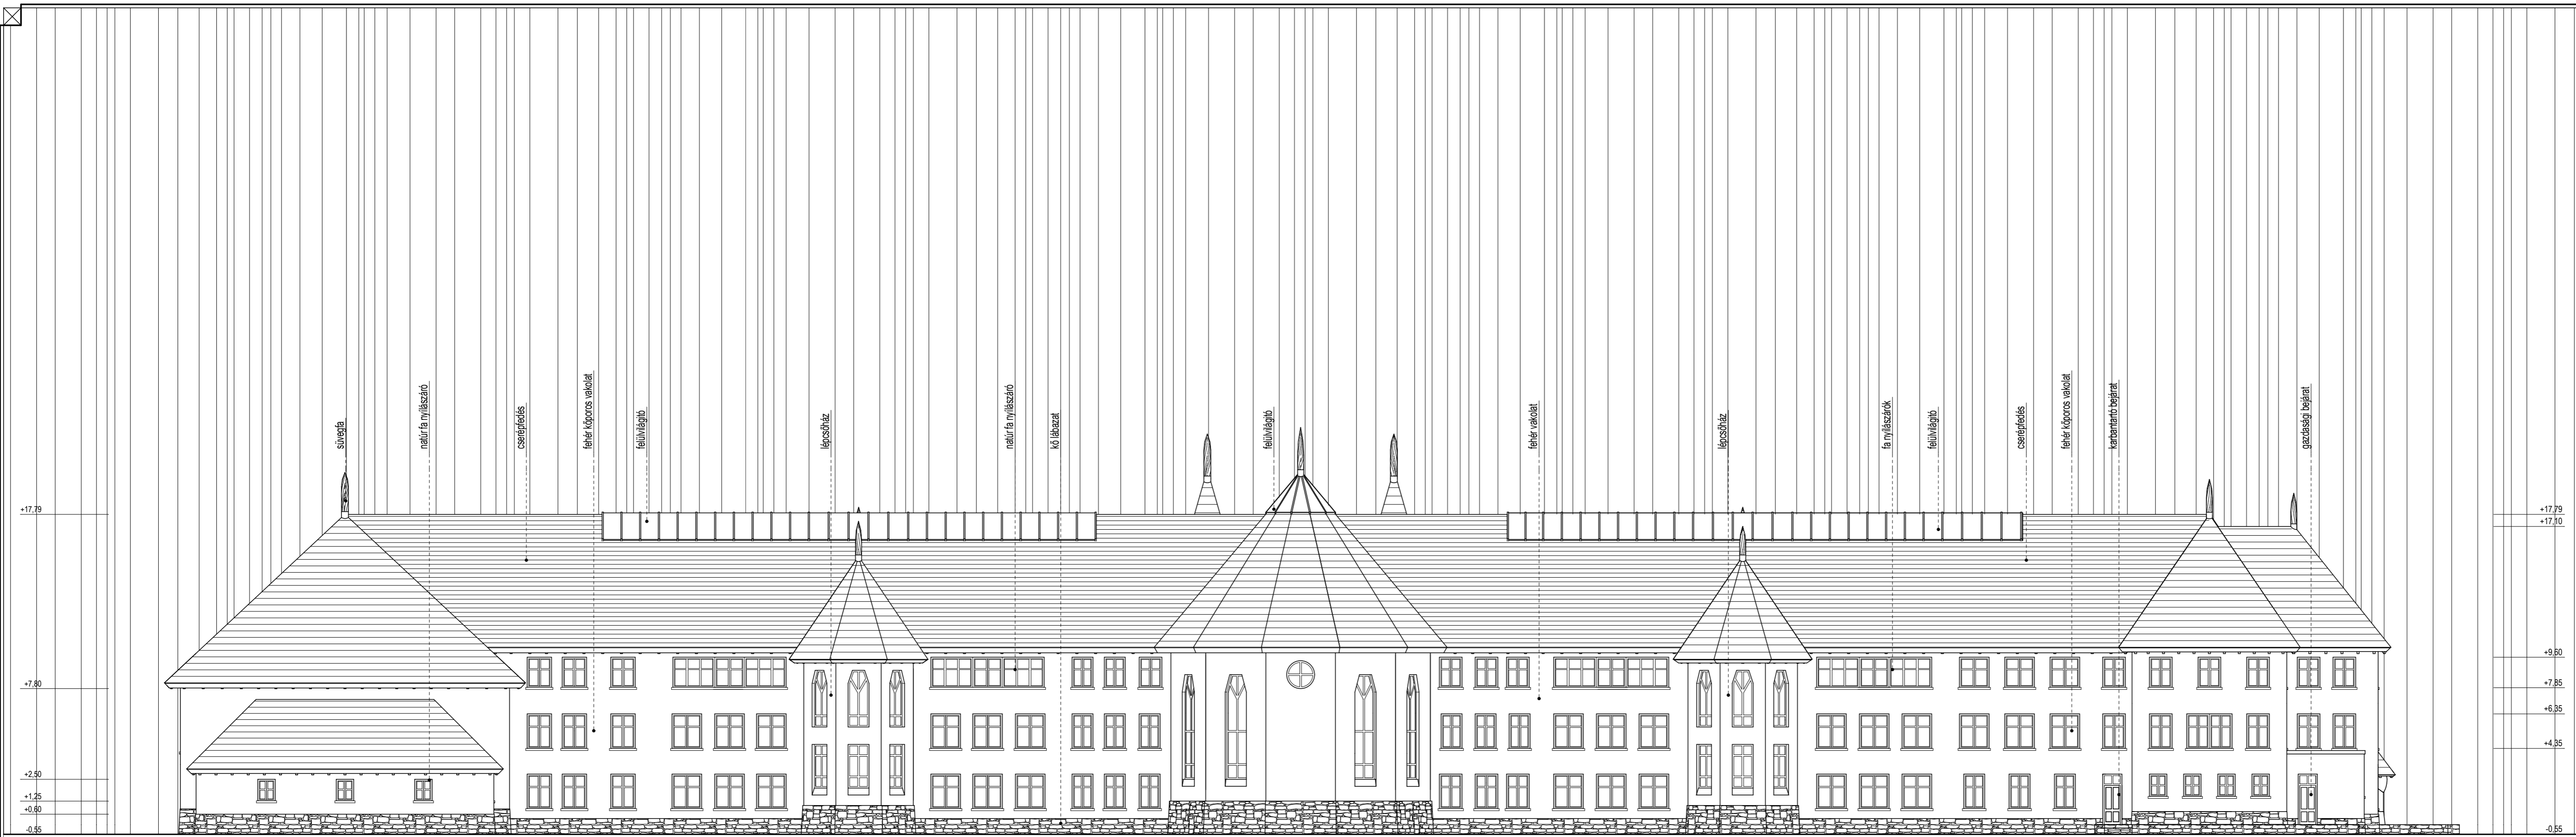 süvegfa
natúr fa nyílászáró
cserépfedés
fehér kőporos vakolat
felülvilágító
lépcsőház
natúr fa nyílászáró
kő lábazat
felülvilágító
fehér vakolat
lépcsőház
fa nyílászárók
felülvilágító
cserépfedés
fehér kőporos vakolat
karbantartó bejárat
gazdasági bejárat
+17,79
+7,80
+2,50
+1,25
+0,60
-0,55
+17,79
+17,10
+9,60
+7,85
+6,35
+4,35
-0,55